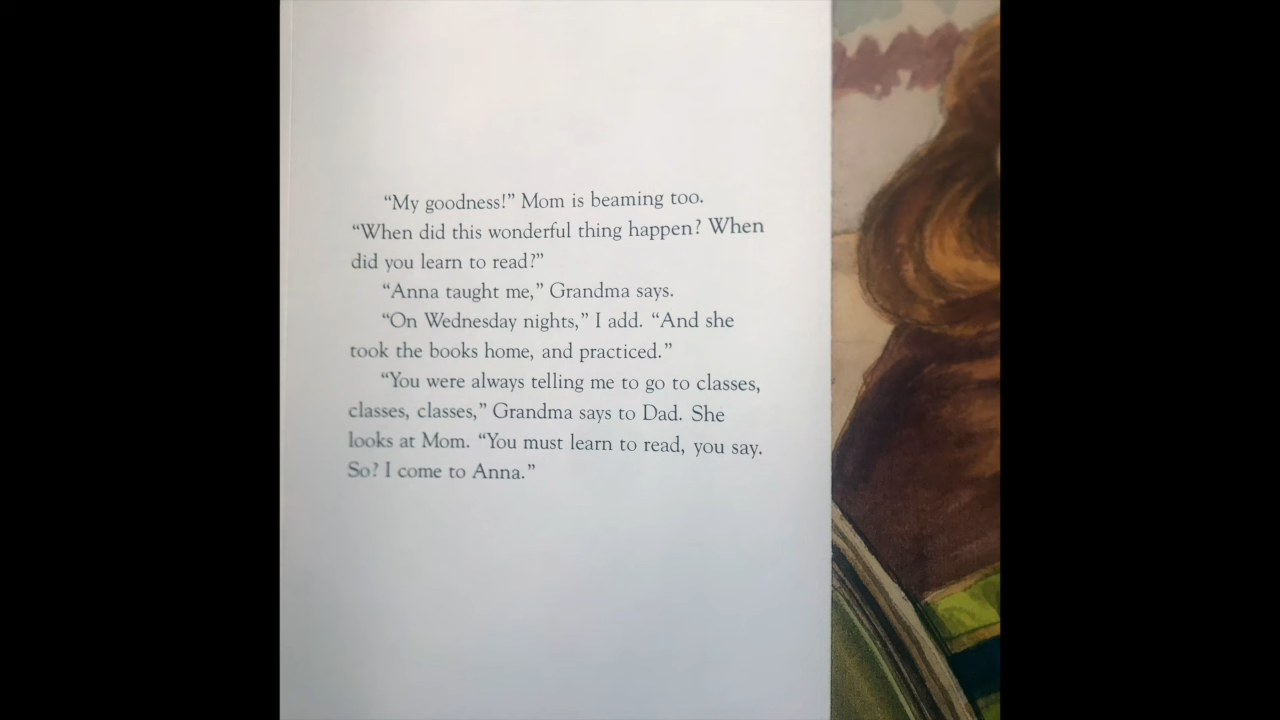 “My goodness!” Mom is beaming too.
“When did this wonderful thing happen? When
did you learn to read?”
“Anna taught me,” Grandma says.
“On Wednesday nights,” I add. “And she
took the books home, and practiced.”
“You were always telling me to go to classes,
classes, classes,” Grandma says to Dad. She
looks at Mom. “You must learn to read, you say.
So? I come to Anna.”